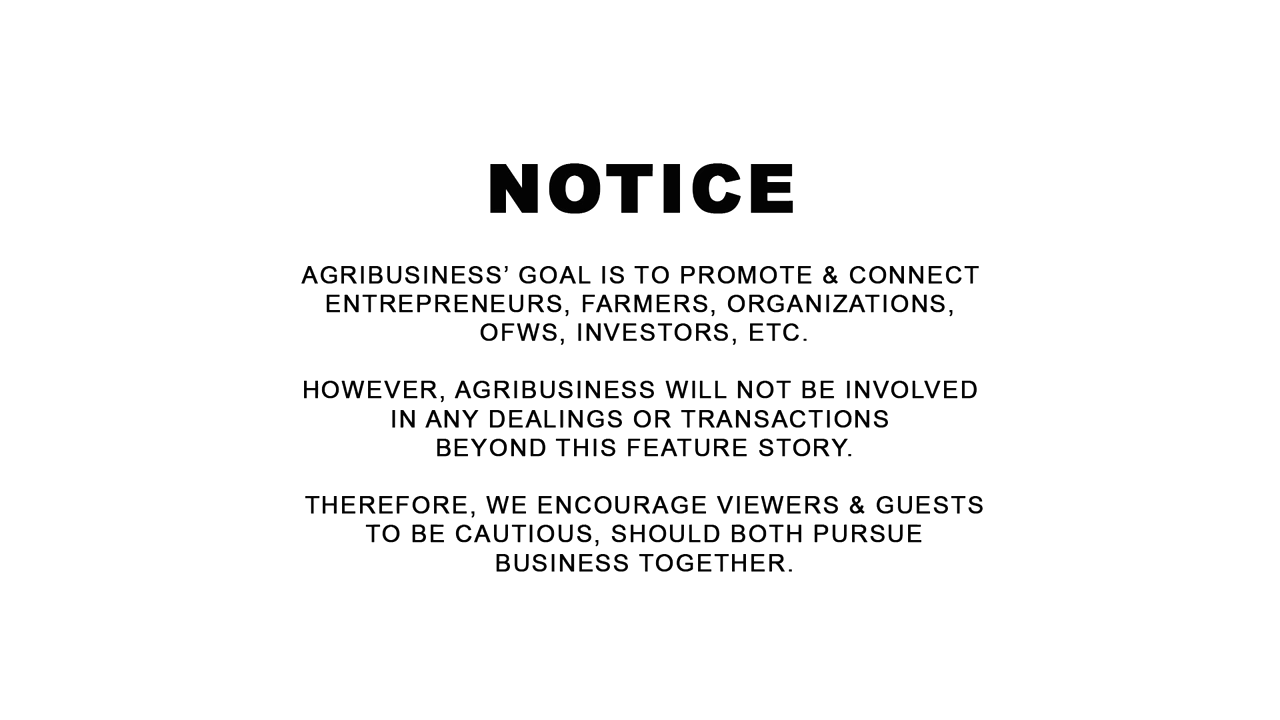 NOTICE
AGRIBUSINESS’ GOAL IS TO PROMOTE & CONNECT
ENTREPRENEURS, FARMERS, ORGANIZATIONS,
OFWS, INVESTORS, ETC.
HOWEVER, AGRIBUSINESS WILL NOT BE INVOLVED
IN ANY DEALINGS OR TRANSACTIONS
BEYOND THIS FEATURE STORY.
THEREFORE, WE ENCOURAGE VIEWERS & GUESTS
TO BE CAUTIOUS, SHOULD BOTH PURSUE
BUSINESS TOGETHER.